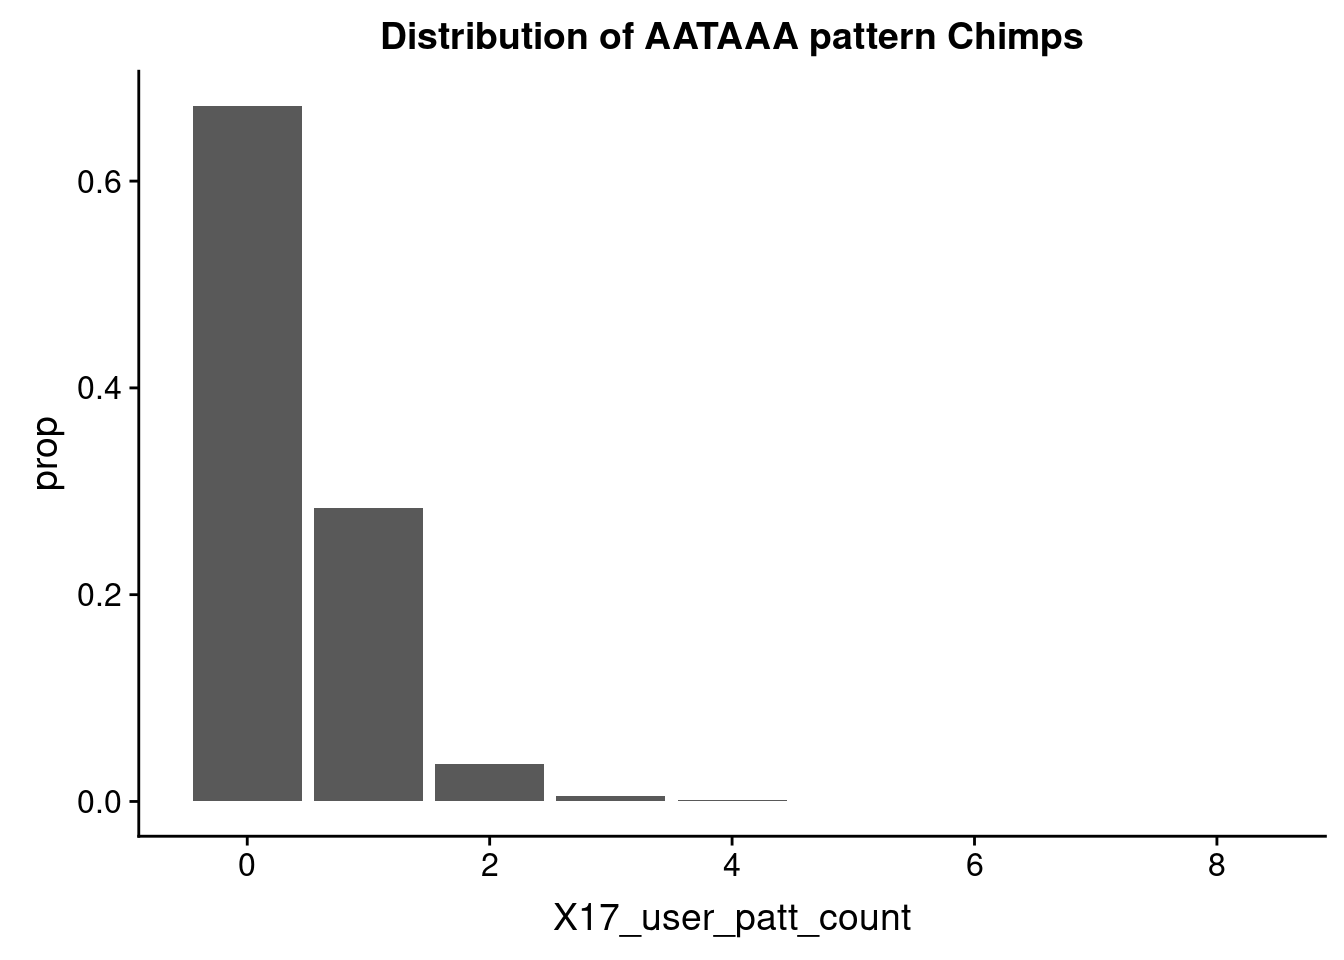 Distribution of AATAAA pattern Chimps
0.6
0.4
0.2
0.0
prop
0 2 4 6 8
X17_user_patt_count